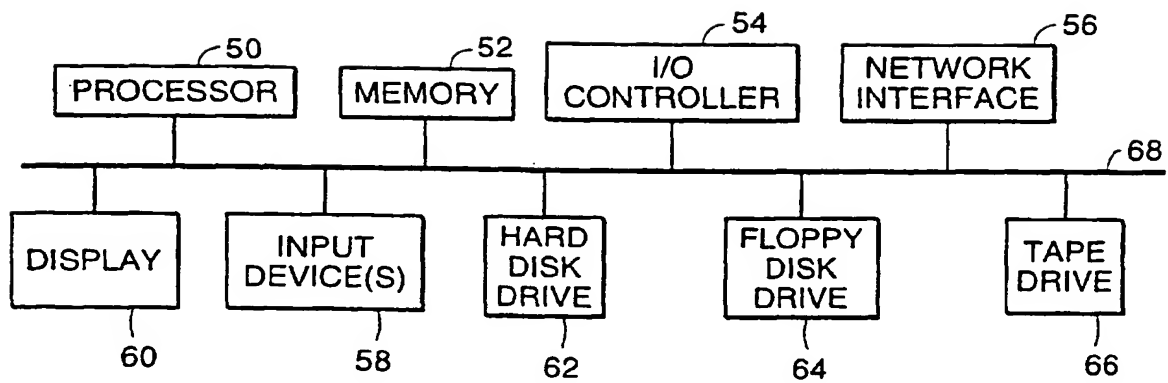 50
52
54
56
PROCESSOR
MEMORY
I/O
CONTROLLER
NETWORK
INTERFACE
68
DISPLAY
INPUT
DEVICE(S)
HARD
DISK
DRIVE
FLOPPY
DISK
DRIVE
TAPE
DRIVE
60
58
62
64
66